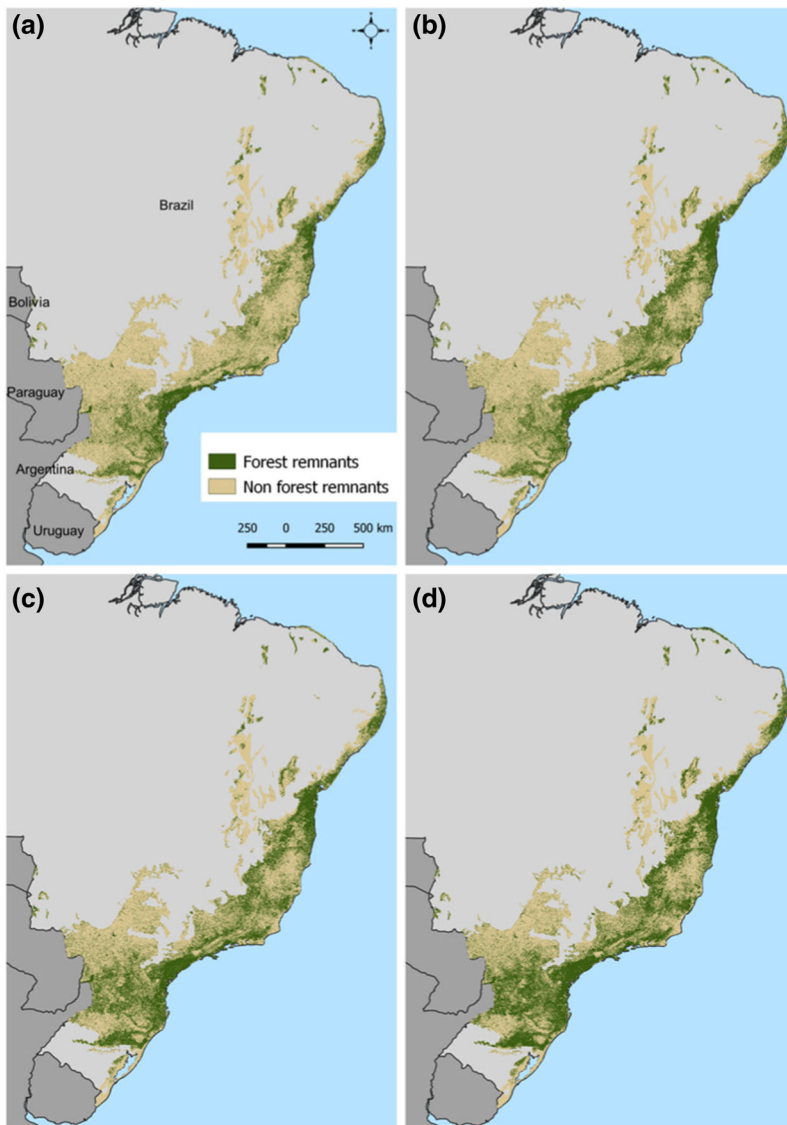 (a)
(b)
Brazil
Bolivia
Paraguay
Argentina
Uruguay
Forest remnants
Non forest remnants
250 0 250 500 km
(c)
(d)